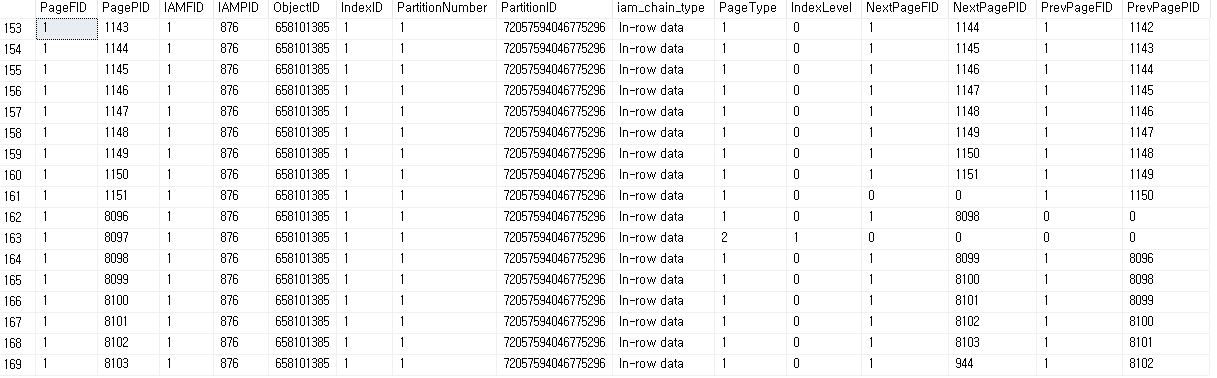 PageFID PagePID IAMFID IAMPID ObjectID IndexID PartitionNumber PartitionID iam_chain_type PageType IndexLevel NextPageFID NextPagePID PrevPageFID PrevPagePID
153 1 1143 1 876 658101385 1 1 72057594046775296 In-row data 1 0 1 1144 1 1142
154 1 1144 1 876 658101385 1 1 72057594046775296 In-row data 1 0 1 1145 1 1143
155 1 1145 1 876 658101385 1 1 72057594046775296 In-row data 1 0 1 1146 1 1144
156 1 1146 1 876 658101385 1 1 72057594046775296 In-row data 1 0 1 1147 1 1145
157 1 1147 1 876 658101385 1 1 72057594046775296 In-row data 1 0 1 1148 1 1146
158 1 1148 1 876 658101385 1 1 72057594046775296 In-row data 1 0 1 1149 1 1147
159 1 1149 1 876 658101385 1 1 72057594046775296 In-row data 1 0 1 1150 1 1148
160 1 1150 1 876 658101385 1 1 72057594046775296 In-row data 1 0 1 1151 1 1149
161 1 1151 1 876 658101385 1 1 72057594046775296 In-row data 1 0 0 0 1 1150
162 1 8096 1 876 658101385 1 1 72057594046775296 In-row data 1 0 1 8098 0 0
163 1 8097 1 876 658101385 1 1 72057594046775296 In-row data 2 1 0 0 0 0
164 1 8098 1 876 658101385 1 1 72057594046775296 In-row data 1 0 1 8099 1 8096
165 1 8099 1 876 658101385 1 1 72057594046775296 In-row data 1 0 1 8100 1 8098
166 1 8100 1 876 658101385 1 1 72057594046775296 In-row data 1 0 1 8101 1 8099
167 1 8101 1 876 658101385 1 1 72057594046775296 In-row data 1 0 1 8102 1 8100
168 1 8102 1 876 658101385 1 1 72057594046775296 In-row data 1 0 1 8103 1 8101
169 1 8103 1 876 658101385 1 1 72057594046775296 In-row data 1 0 1 944 1 8102